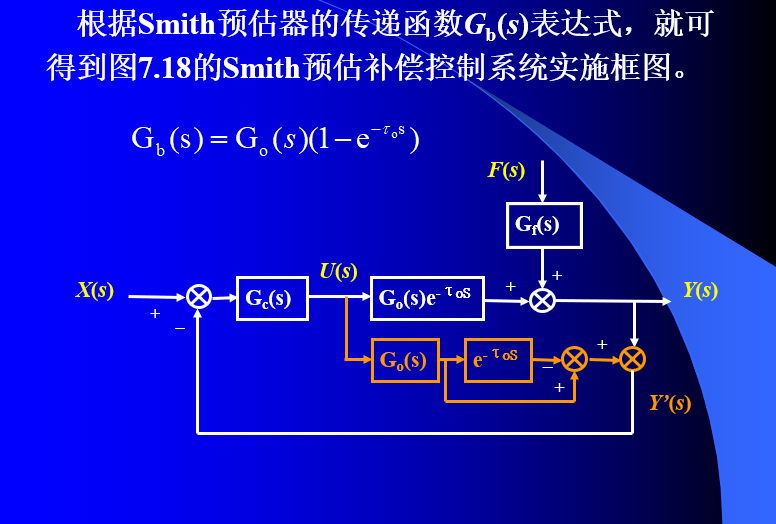 根据Smith预估器的传递函数Gb(s)表达式，就可
得到图7.18的Smith预估补偿控制系统实施框图。
Gb(s) = Go(s)(1−e^−τos)
F(s)
Gf(s)
U(s)
+
X(s)
Gc(s)
Go(s)e-τos
+
Y(s)
+
−
Go(s)
e-τos
−
+
+
Y’(s)